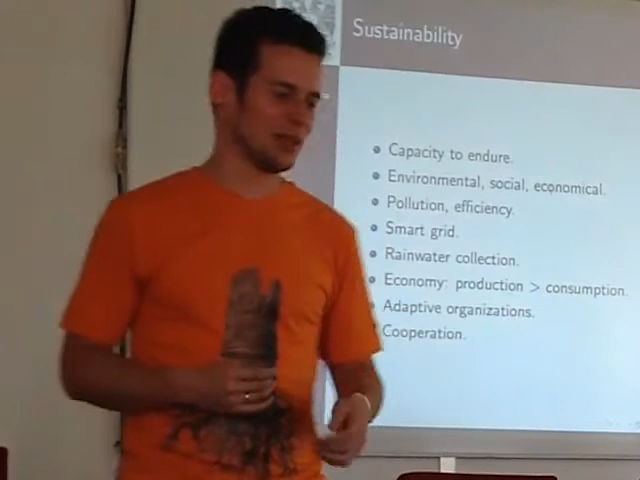 Sustainability
Capacity to endure.
Environmental, social, economical.
Pollution, efficiency.
Smart grid.
Rainwater collection.
Economy: production > consumption.
Adaptive organizations.
Cooperation.